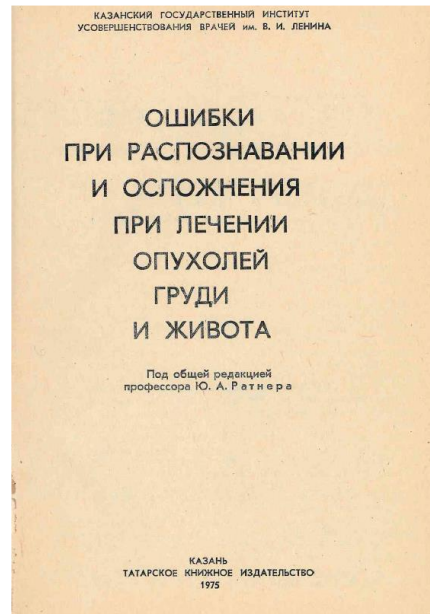 КАЗАНСКИЙ ГОСУДАРСТВЕННЫЙ ИНСТИТУТ
УСОВЕРШЕНСТВОВАНИЯ ВРАЧЕЙ им. В. И. ЛЕНИНА
ОШИБКИ
ПРИ РАСПОЗНАВАНИИ
И ОСЛОЖНЕНИЯ
ПРИ ЛЕЧЕНИИ
ОПУХОЛЕЙ
ГРУДИ
И ЖИВОТА
Под общей редакцией
профессора Ю. А. Ратнера
КАЗАНЬ
ТАТАРСКОЕ КНИЖНОЕ ИЗДАТЕЛЬСТВО
1975